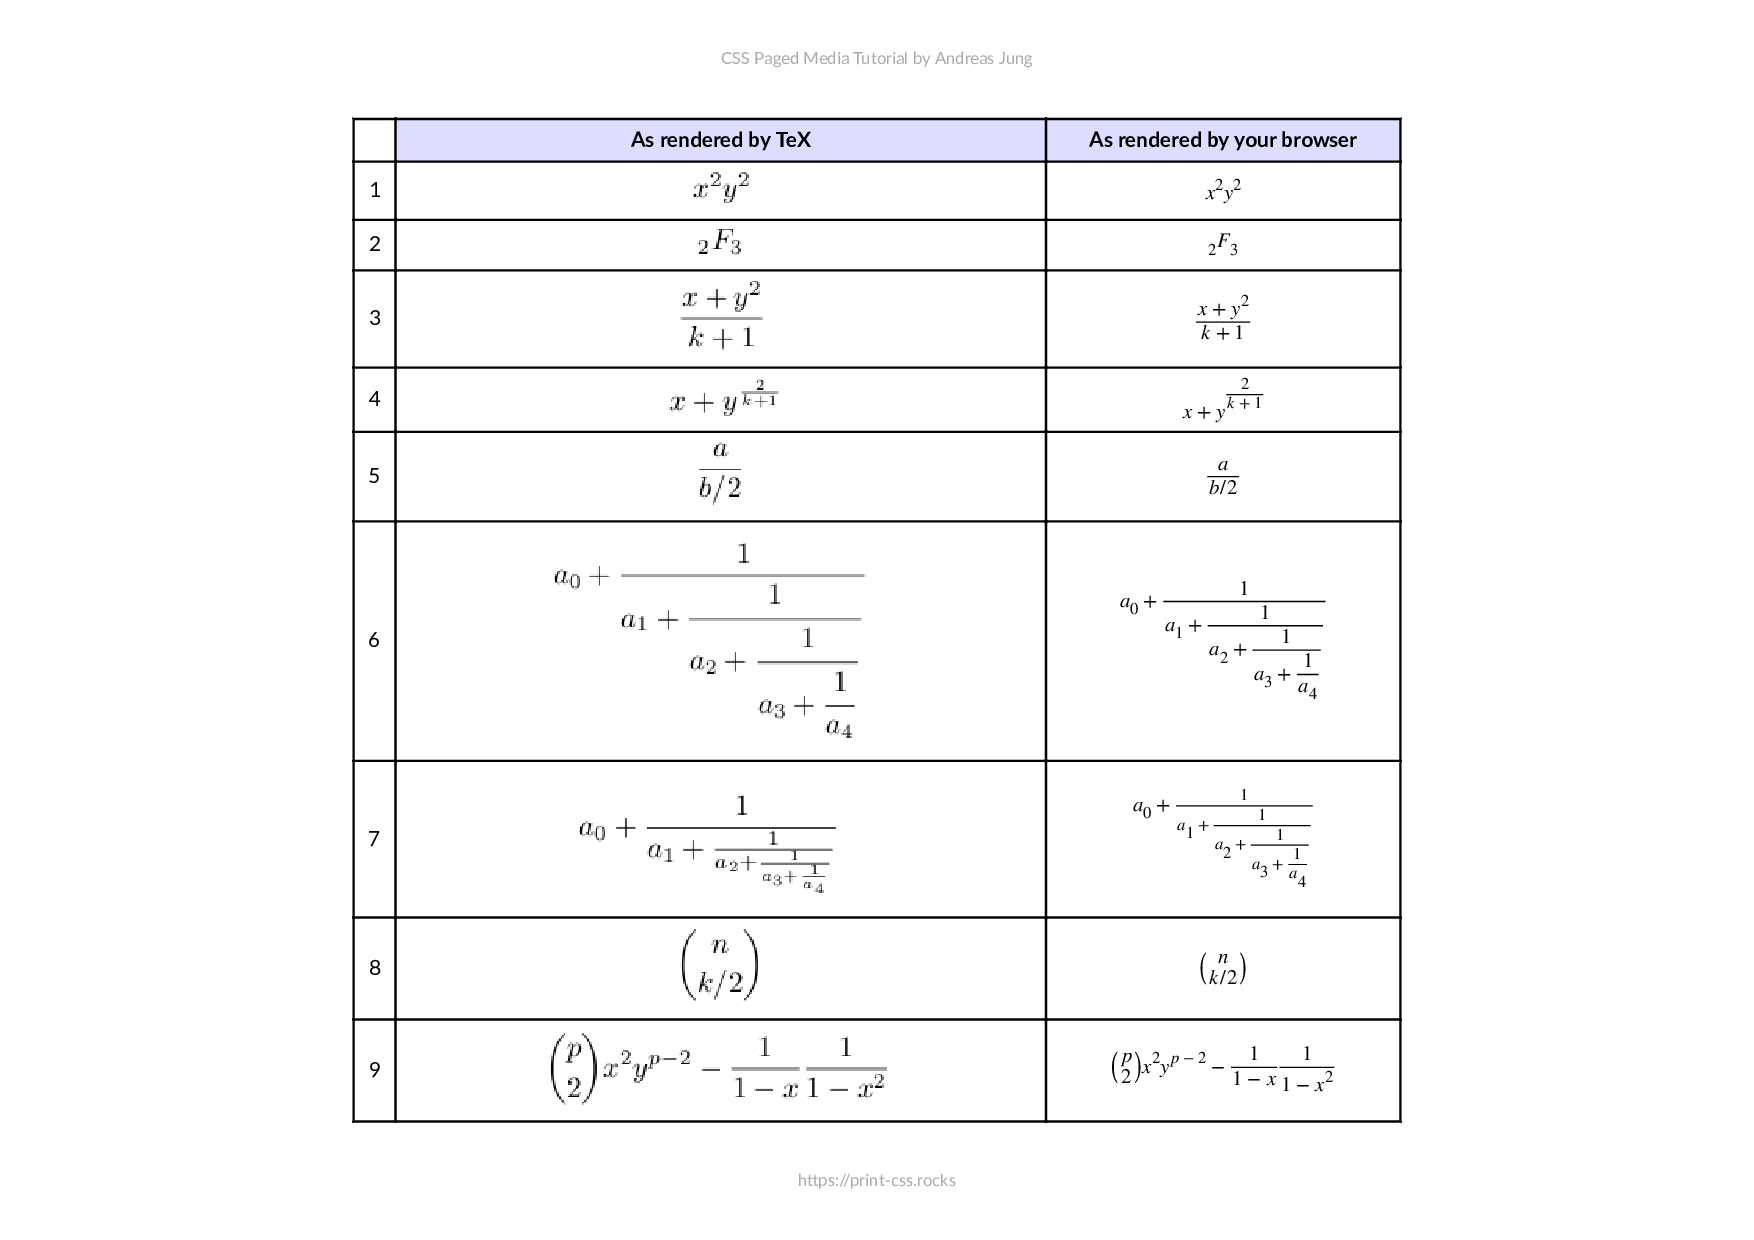 CSS Paged Media Tutorial by Andreas Jung
As rendered by TeX As rendered by your browser
1 $x^2y^2$ $x^2y^2$
2 ${}_2F_3$ ${}_2F_3$
3 $\frac{x+y^2}{k+1}$ $\frac{x+y^2}{k+1}$
4 $x+y^{\frac{2}{k+1}}$ $x+y^{\frac{2}{k+1}}$
5 $\frac{a}{b/2}$ $\frac{a}{b/2}$
6 $a_0+\frac{1}{a_1+\frac{1}{a_2+\frac{1}{a_3+\frac{1}{a_4}}}}$ $a_0+\frac{1}{a_1+\frac{1}{a_2+\frac{1}{a_3+\frac{1}{a_4}}}}$
7 $a_0+\frac{1}{a_1+\frac{1}{a_2+\frac{1}{a_3+\frac{1}{a_4}}}}$ $a_0+\frac{1}{a_1+\frac{1}{a_2+\frac{1}{a_3+\frac{1}{a_4}}}}$
8 $\binom{n}{k/2}$ $\binom{n}{k/2}$
9 $\binom{p}{2}x^2y^{p-2}-\frac{1}{1-x}\frac{1}{1-x^2}$ $\binom{p}{2}x^2y^{p-2}-\frac{1}{1-x}\frac{1}{1-x^2}$
https://print-css.rocks